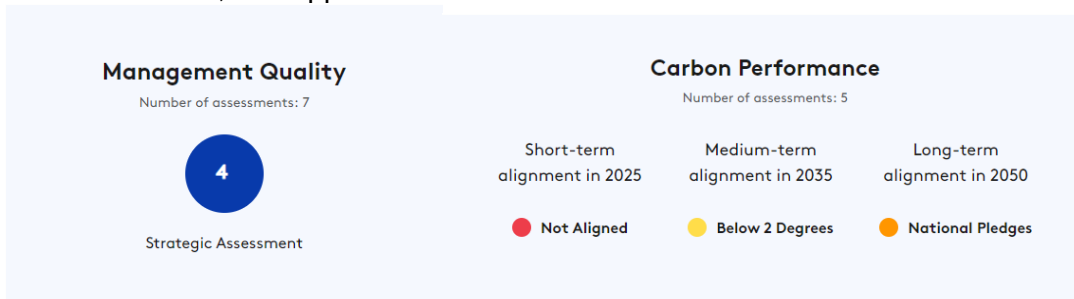 Management Quality
Number of assessments: 7
4
Strategic Assessment
Carbon Performance
Number of assessments: 5
Short-term
alignment in 2025
Not Aligned
Medium-term
alignment in 2035
Below 2 Degrees
Long-term
alignment in 2050
National Pledges